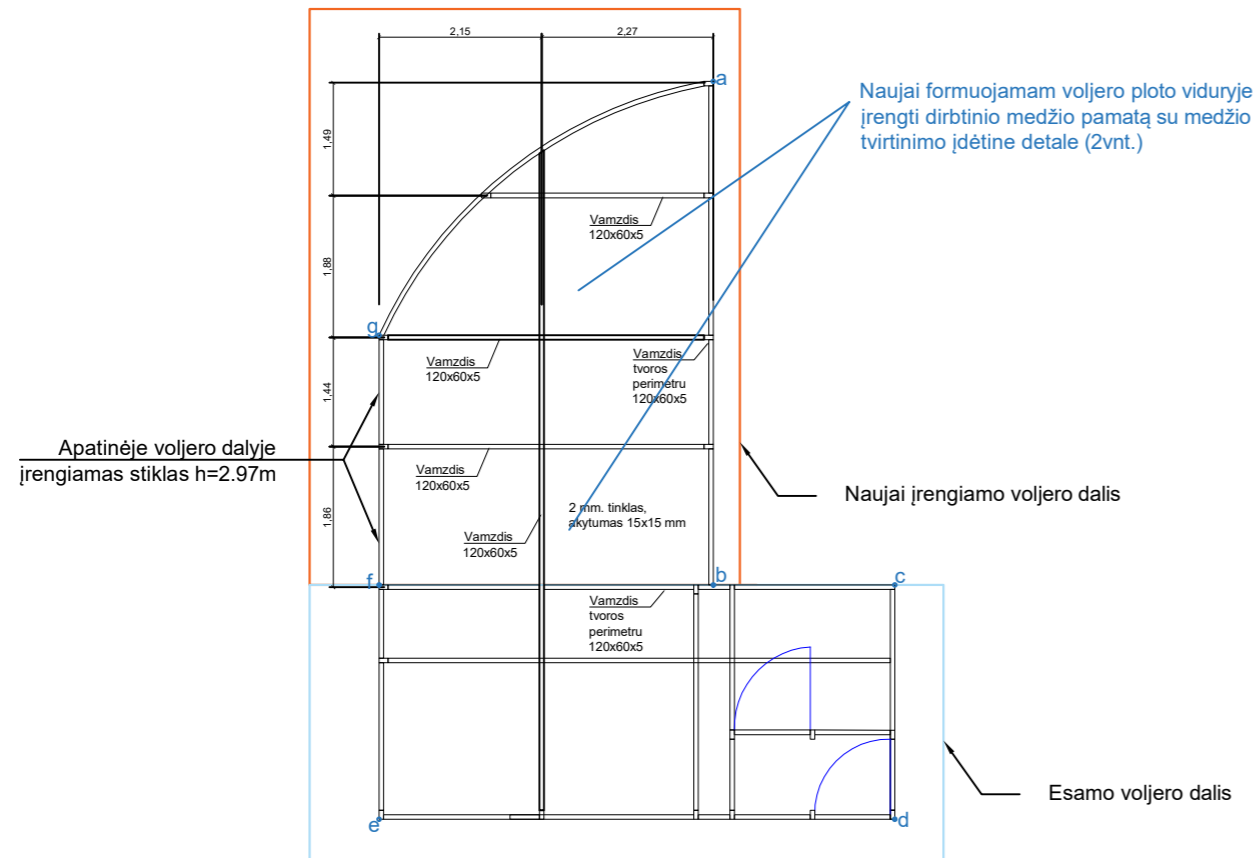 2,15
2,27
a
Naujai formuojamam voljero ploto viduryje
įrengti dirbtinio medžio pamatą su medžio
tvirtinimo įdėtine detale (2vnt.)
1,49
Vamzdis
120x60x5
1,88
g
Vamzdis
120x60x5
Vamzdis
tvoros
perimetru
120x60x5
1,44
Apatinėje voljero dalyje
įrengiamas stiklas h=2.97m
Vamzdis
120x60x5
Naujai įrengiamo voljero dalis
1,86
2 mm. tinklas,
akytumas 15x15 mm
Vamzdis
120x60x5
f
b
c
Vamzdis
tvoros
perimetru
120x60x5
Esamo voljero dalis
e
d